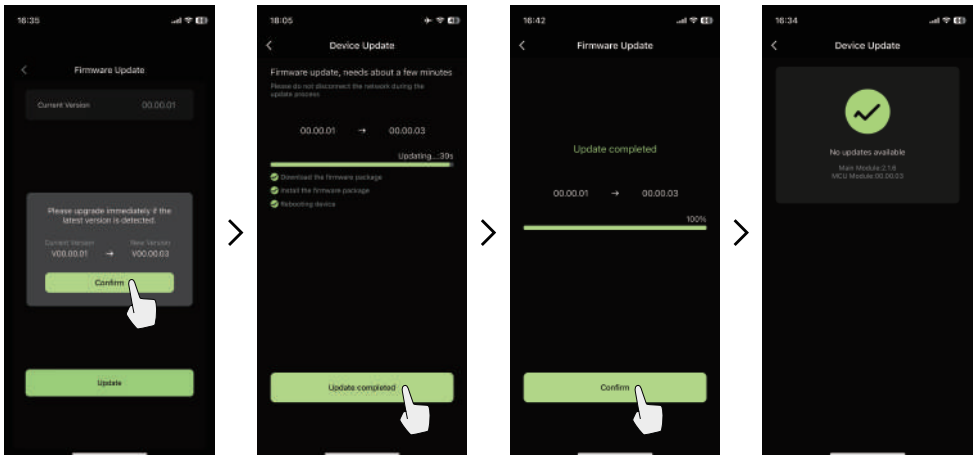 16:35
Firmware Update
Current Version 00.00.01
Please upgrade immediately if the
latest version is detected.
Current Version New Version
V00.00.01 → V00.00.03
Confirm
Update
18:05
Device Update
Firmware update, needs about a few minutes
Please do not disconnect the network during the
update process
00.00.01 → 00.00.03
Updating...:39s
Download the firmware package
Install the firmware package
Rebooting device
Update completed
16:42
Firmware Update
Update completed
00.00.01 → 00.00.03
100%
Confirm
16:34
Device Update
No updates available
Main Module:2.1.6
MCU Module:00.00.03